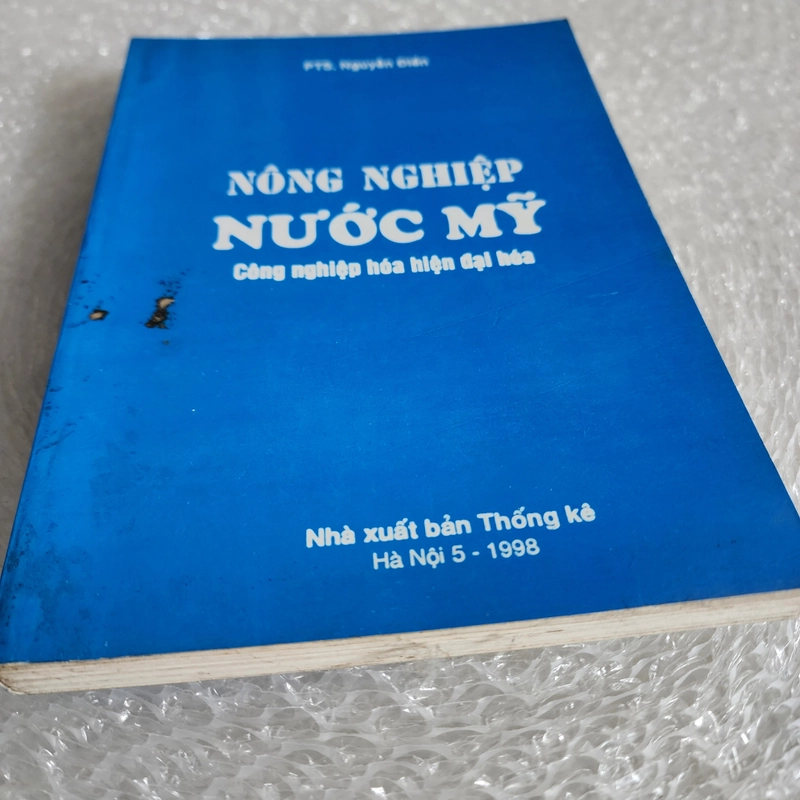 PTS. Nguyễn Điền
NÔNG NGHIỆP
NƯỚC MỸ
Công nghiệp hóa hiện đại hóa
Nhà xuất bản Thống kê
Hà Nội 5 - 1998